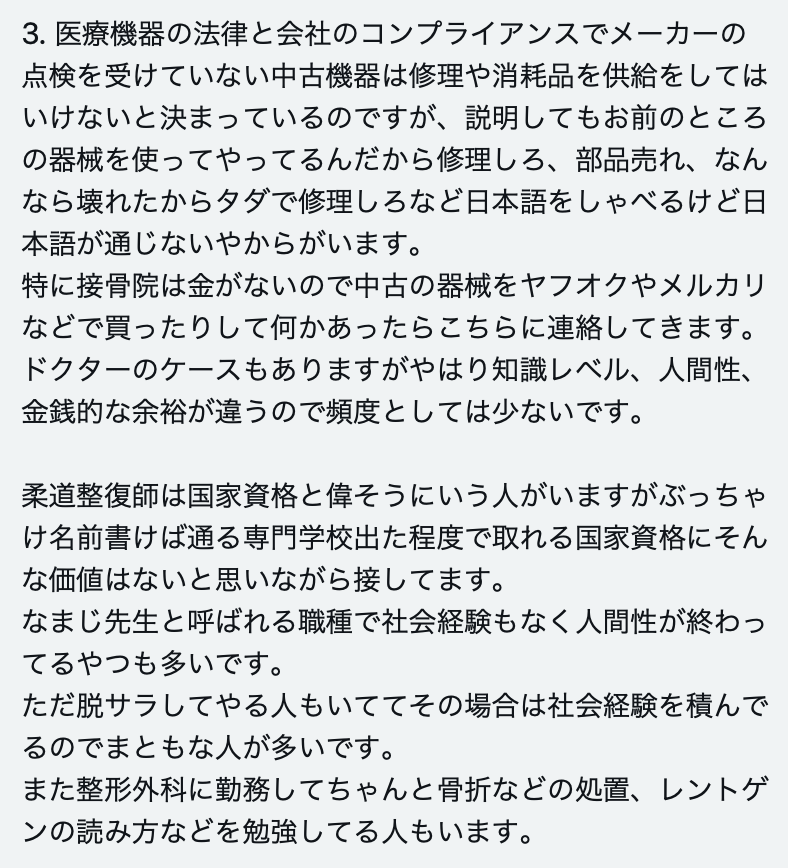 3. 医療機器の法律と会社のコンプライアンスでメーカーの
点検を受けていない中古機器は修理や消耗品を供給をしては
いけないと決まっているのですが、説明してもお前のところ
の器械を使ってやってるんだから修理しろ、部品売れ、なん
なら壊れたからタダで修理しろなど日本語をしゃべるけど日
本語が通じないやからがいます。
特に接骨院は金がないので中古の器械をヤフオクやメルカリ
などで買ったりして何かあったらこちらに連絡してきます。
ドクターのケースもありますがやはり知識レベル、人間性、
金銭的な余裕が違うので頻度としては少ないです。
柔道整復師は国家資格と偉そうにいう人がいますがぶっちゃ
け名前書けば通る専門学校出た程度で取れる国家資格にそん
な価値はないと思いながら接してます。
なまじ先生と呼ばれる職種で社会経験もなく人間性が終わっ
てるやつも多いです。
ただ脱サラしてやる人もいててその場合は社会経験を積んで
るのでまともな人が多いです。
また整形外科に勤務してちゃんと骨折などの処置、レントゲ
ンの読み方などを勉強してる人もいます。